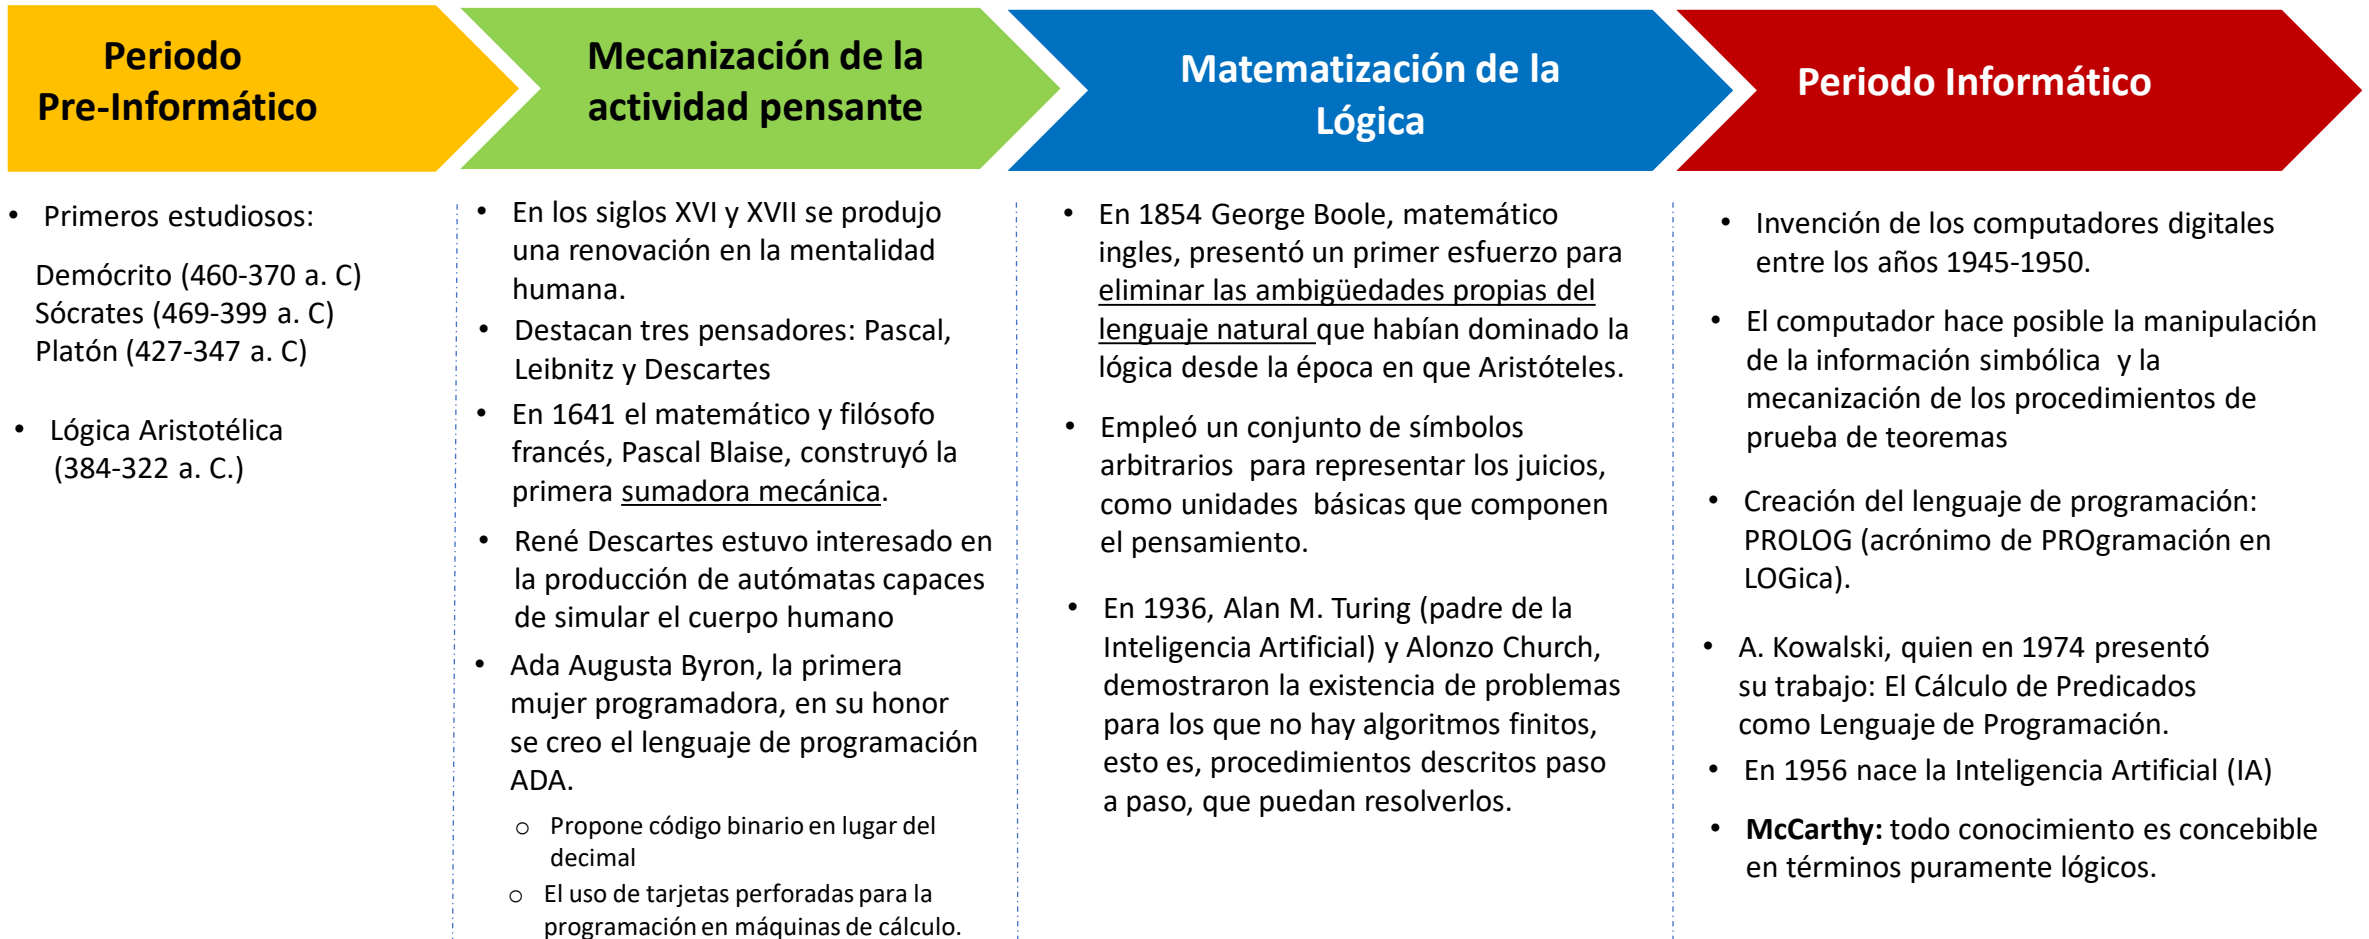 Periodo
Pre-Informático
• Primeros estudiosos:
Demócrito (460-370 a. C)
Sócrates (469-399 a. C)
Platón (427-347 a. C)
• Lógica Aristotélica
(384-322 a. C.)
Mecanización de la
actividad pensante
• En los siglos XVI y XVII se produjo
una renovación en la mentalidad
humana.
• Destacan tres pensadores: Pascal,
Leibnitz y Descartes
• En 1641 el matemático y filósofo
francés, Pascal Blaise, construyó la
primera sumadora mecánica.
• René Descartes estuvo interesado en
la producción de autómatas capaces
de simular el cuerpo humano
• Ada Augusta Byron, la primera
mujer programadora, en su honor
se creo el lenguaje de programación
ADA.
o Propone código binario en lugar del
decimal
o El uso de tarjetas perforadas para la
programación en máquinas de cálculo.
Matematización de la
Lógica
• En 1854 George Boole, matemático
ingles, presentó un primer esfuerzo para
eliminar las ambigüedades propias del
lenguaje natural que habían dominado la
lógica desde la época en que Aristóteles.
• Empleó un conjunto de símbolos
arbitrarios para representar los juicios,
como unidades básicas que componen
el pensamiento.
• En 1936, Alan M. Turing (padre de la
Inteligencia Artificial) y Alonzo Church,
demostraron la existencia de problemas
para los que no hay algoritmos finitos,
esto es, procedimientos descritos paso
a paso, que puedan resolverlos.
Periodo Informático
• Invención de los computadores digitales
entre los años 1945-1950.
• El computador hace posible la manipulación
de la información simbólica y la
mecanización de los procedimientos de
prueba de teoremas
• Creación del lenguaje de programación:
PROLOG (acrónimo de PROgramación en
LOGica).
• A. Kowalski, quien en 1974 presentó
su trabajo: El Cálculo de Predicados
como Lenguaje de Programación.
• En 1956 nace la Inteligencia Artificial (IA)
• McCarthy: todo conocimiento es concebible
en términos puramente lógicos.